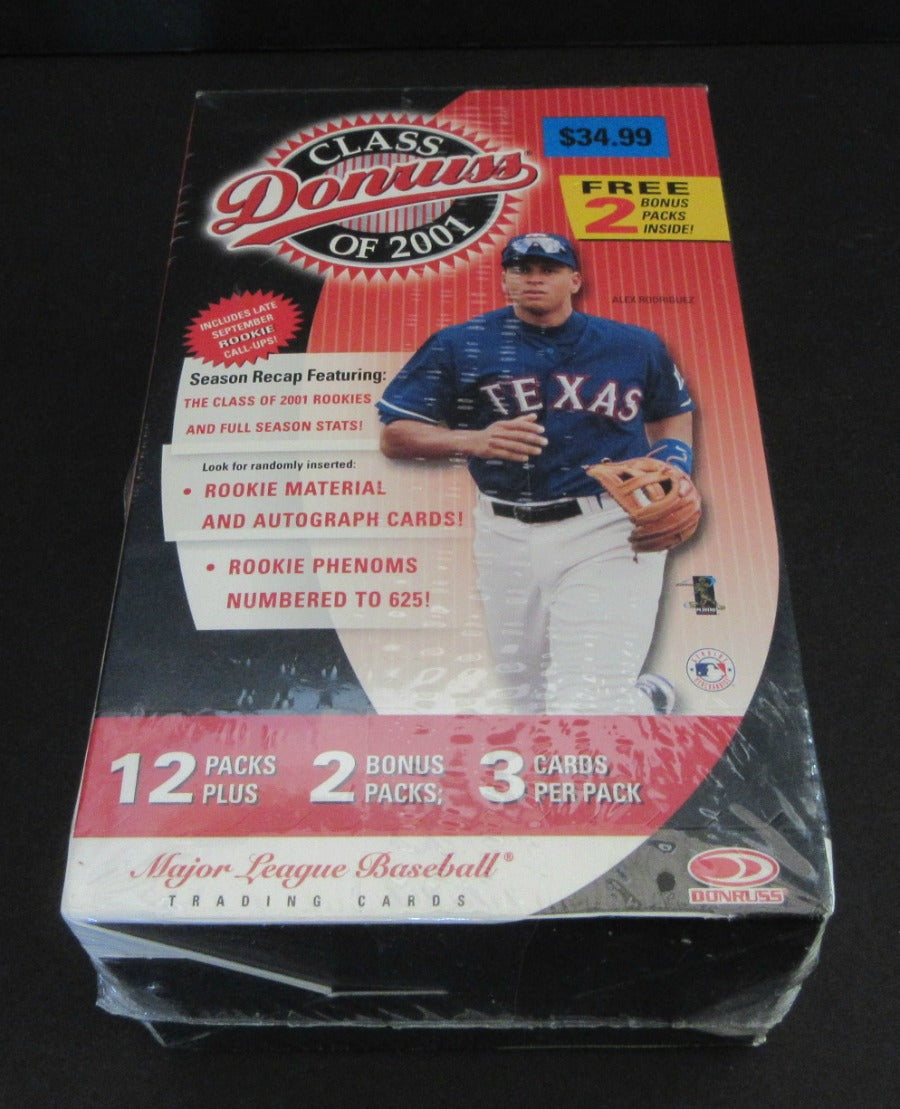 CLASS
Donruss®
OF 2001
$34.99
FREE
2 BONUS
PACKS
INSIDE!
ALEX RODRIGUEZ
INCLUDES LATE
SEPTEMBER
ROOKIE
CALL-UPS!
Season Recap Featuring:
THE CLASS OF 2001 ROOKIES
AND FULL SEASON STATS!
TEXAS
Look for randomly inserted:
• ROOKIE MATERIAL
AND AUTOGRAPH CARDS!
• ROOKIE PHENOMS
NUMBERED TO 625!
GENUINE
MERCHANDISE
12 PACKS
PLUS
2 BONUS
PACKS;
3 CARDS
PER PACK
Major League Baseball®
TRADING CARDS
DONRUSS